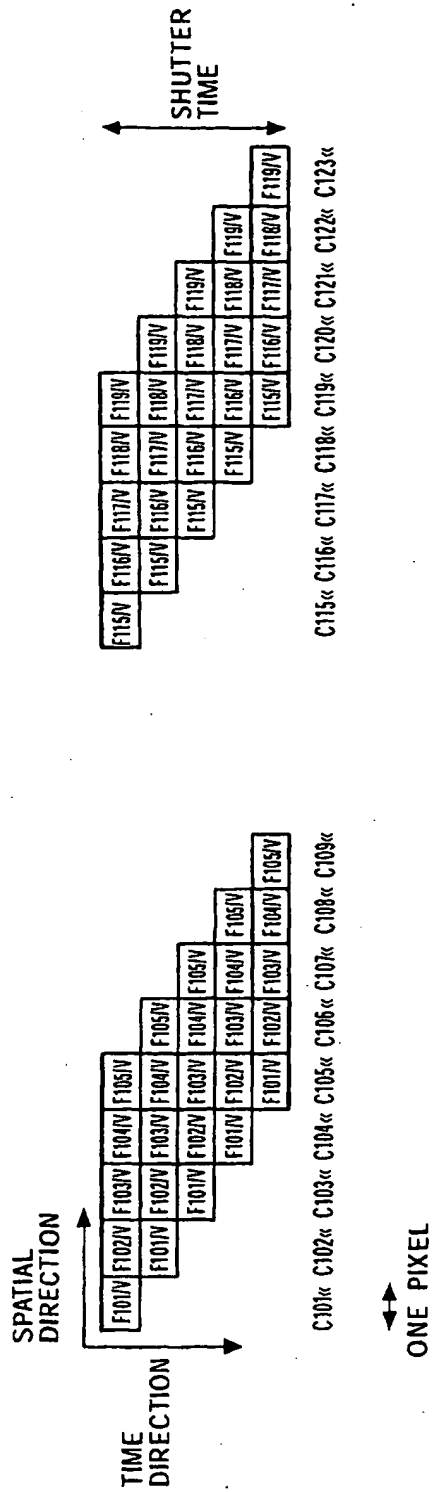 SPATIAL
DIRECTION
TIME
DIRECTION
F101/V F102/V F103/V F104/V F105/V
F101/V F102/V F103/V F104/V F105/V
F101/V F102/V F103/V F104/V F105/V
F101/V F102/V F103/V F104/V F105/V
F101/V F102/V F103/V F104/V F105/V
C101« C102« C103« C104« C105« C106« C107« C108« C109«
ONE PIXEL
F115/V F116/V F117/V F118/V F119/V
F115/V F116/V F117/V F118/V F119/V
F115/V F116/V F117/V F118/V F119/V
F115/V F116/V F117/V F118/V F119/V
F115/V F116/V F117/V F118/V F119/V
C115« C116« C117« C118« C119« C120« C121« C122« C123«
SHUTTER
TIME